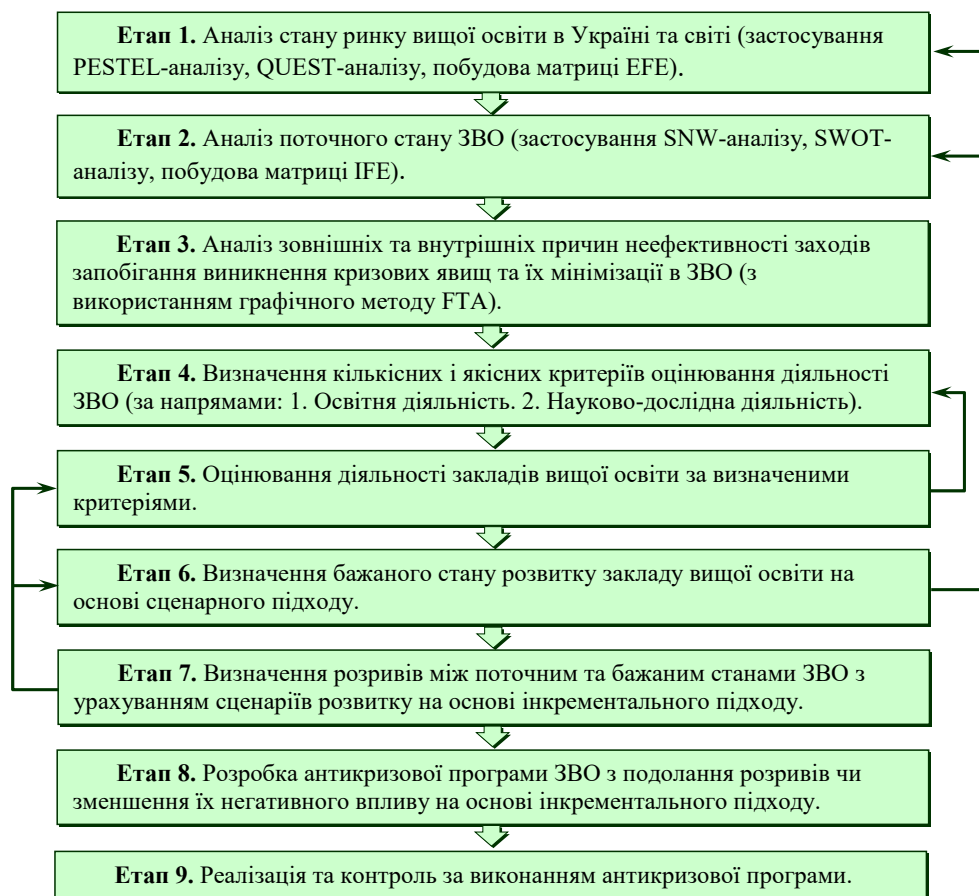 Етап 1. Аналіз стану ринку вищої освіти в Україні та світі (застосування
PESTEL-аналізу, QUEST-аналізу, побудова матриці EFE).
Етап 2. Аналіз поточного стану ЗВО (застосування SNW-аналізу, SWOT-
аналізу, побудова матриці IFE).
Етап 3. Аналіз зовнішніх та внутрішніх причин неефективності заходів
запобігання виникнення кризових явищ та їх мінімізації в ЗВО (з
використанням графічного методу FTA).
Етап 4. Визначення кількісних і якісних критеріїв оцінювання діяльності
ЗВО (за напрямами: 1. Освітня діяльність. 2. Науково-дослідна діяльність).
Етап 5. Оцінювання діяльності закладів вищої освіти за визначеними
критеріями.
Етап 6. Визначення бажаного стану розвитку закладу вищої освіти на
основі сценарного підходу.
Етап 7. Визначення розривів між поточним та бажаним станами ЗВО з
урахуванням сценаріїв розвитку на основі інкрементального підходу.
Етап 8. Розробка антикризової програми ЗВО з подолання розривів чи
зменшення їх негативного впливу на основі інкрементального підходу.
Етап 9. Реалізація та контроль за виконанням антикризової програми.